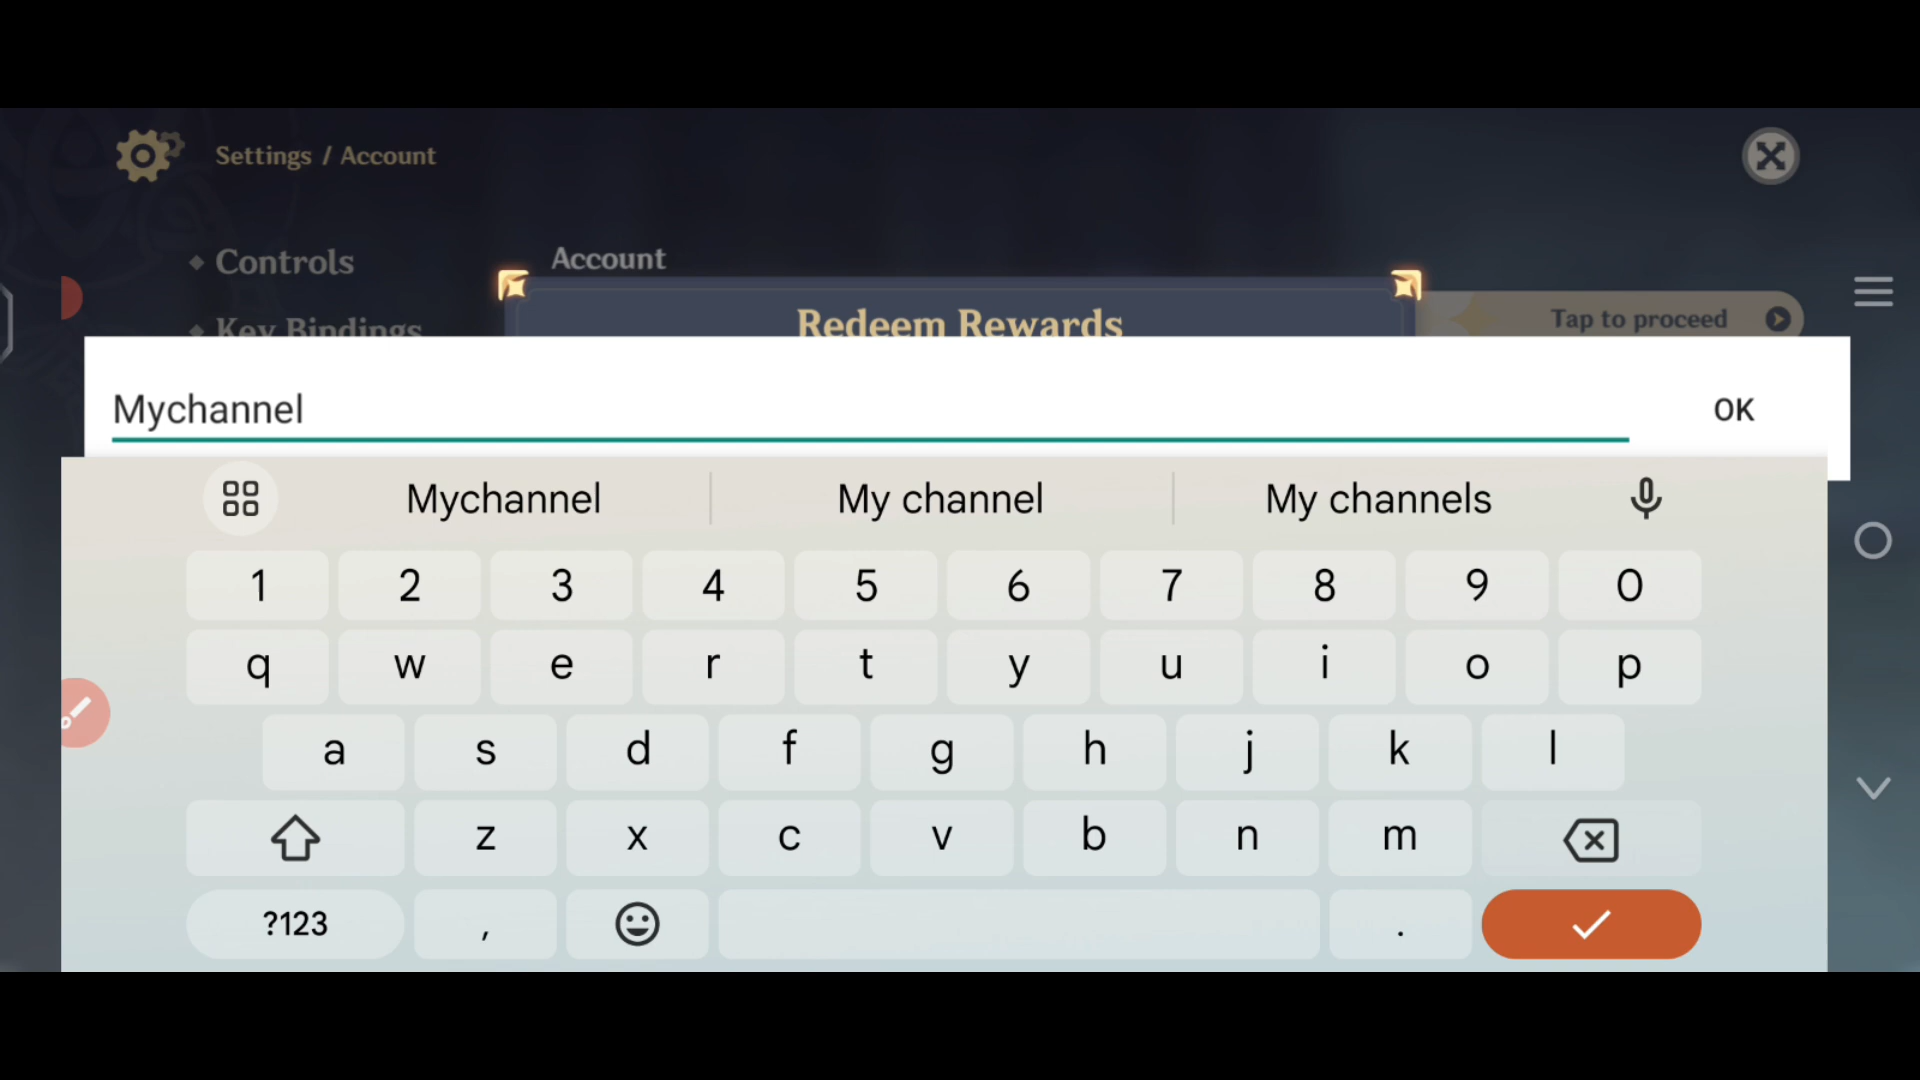 Settings / Account
Controls
Account
Key Bindings
Redeem Rewards
Tap to proceed
Mychannel
OK
Mychannel
My channel
My channels
1 2 3 4 5 6 7 8 9 0
q w e r t y u i o p
a s d f g h j k l
z x c v b n m
?123 , .